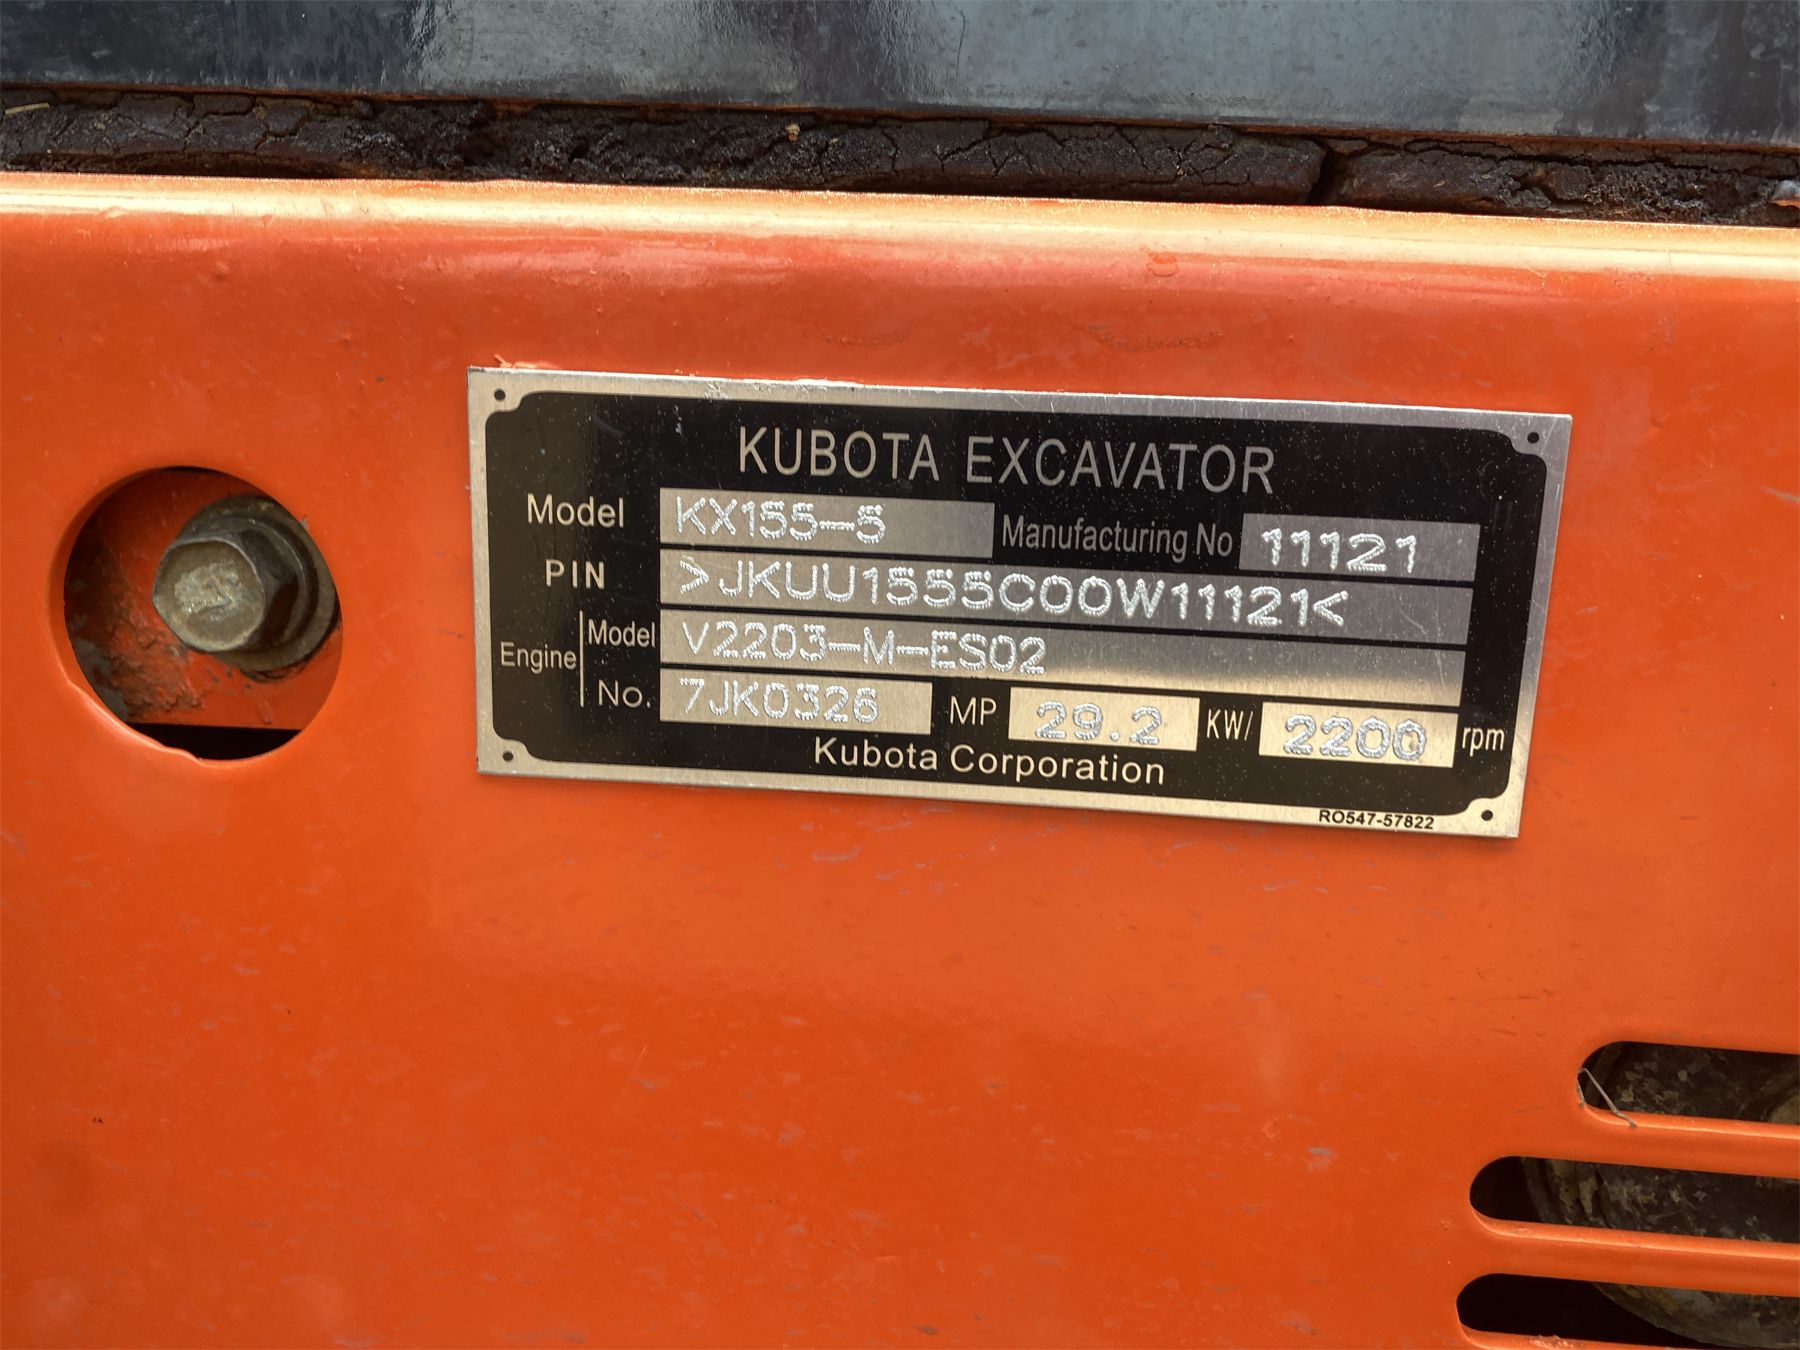 KUBOTA EXCAVATOR
Model KX155-5 Manufacturing No 11121
PIN >JKUU1555C00W11121<
Engine Model V2203-M-ES02
No. 7JK0326 MP 29.2 KW/ 2200 rpm
Kubota Corporation
RO547-57822